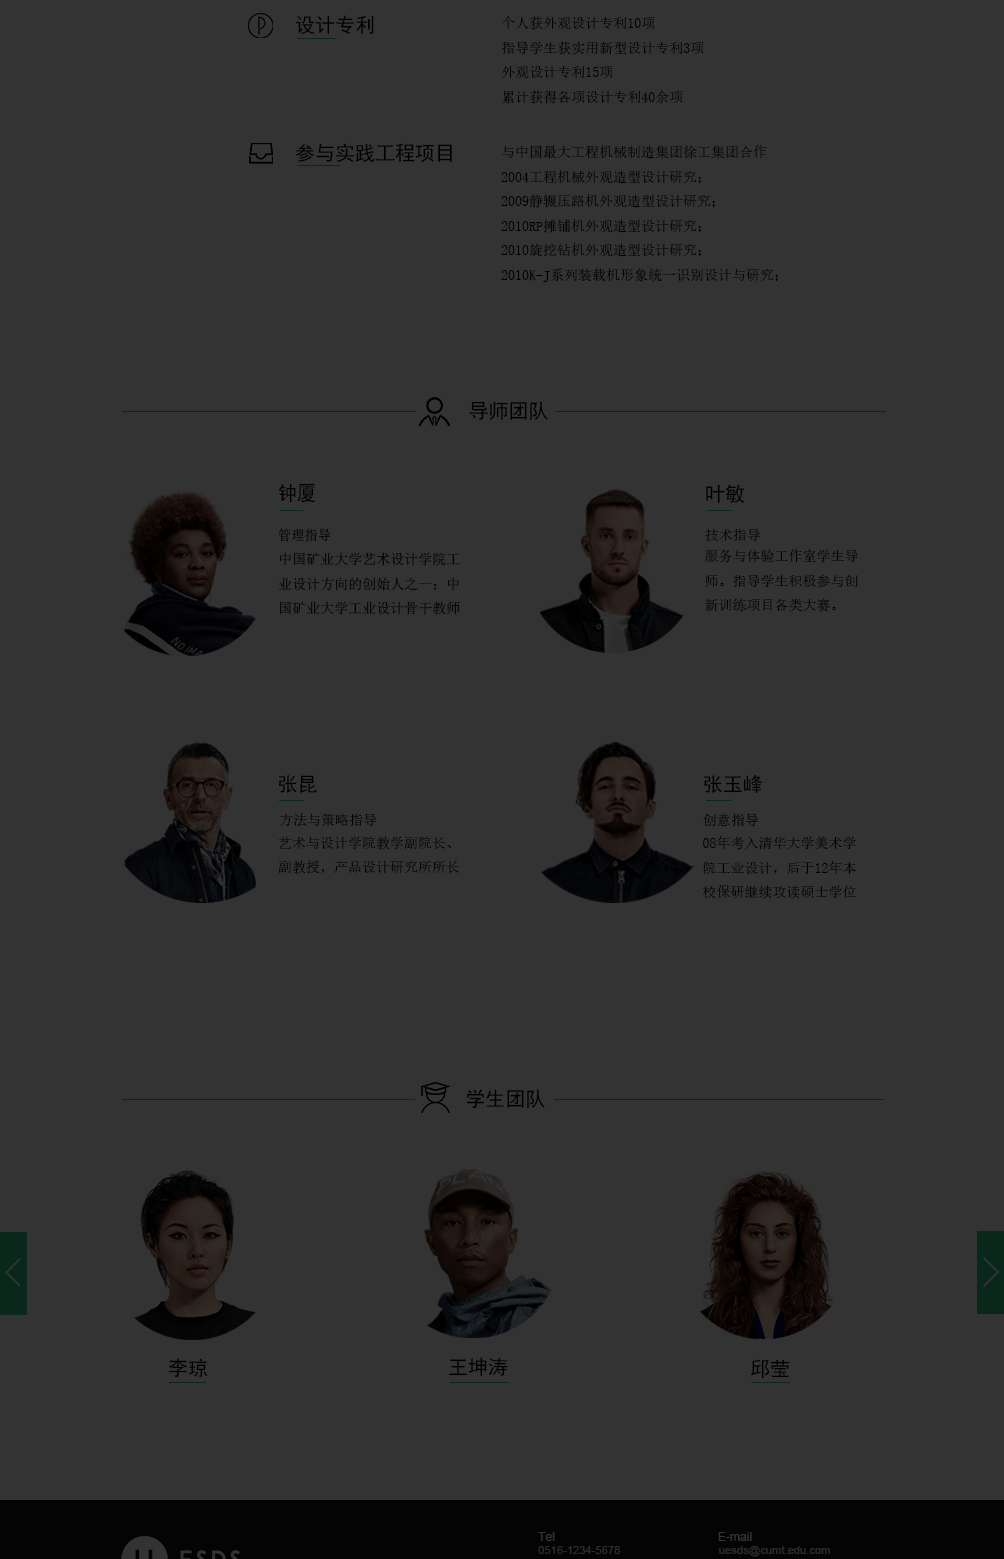 设计专利
个人获外观设计专利10项
指导学生获实用新型设计专利3项
外观设计专利15项
累计获得各项设计专利40余项
参与实践工程项目
与中国最大工程机械制造集团徐工集团合作
2004工程机械外观造型设计研究；
2009静辗压路机外观造型设计研究；
2010RP摊铺机外观造型设计研究；
2010旋挖钻机外观造型设计研究；
2010K-J系列装载机形象统一识别设计与研究；
导师团队
钟厦
管理指导
中国矿业大学艺术设计学院工
业设计方向的创始人之一；中
国矿业大学工业设计骨干教师
叶敏
技术指导
服务与体验工作室学生导
师。指导学生积极参与创
新训练项目各类大赛。
张昆
方法与策略指导
艺术与设计学院教学副院长、
副教授，产品设计研究所所长
张玉峰
创意指导
08年考入清华大学美术学
院工业设计，后于12年本
校保研继续攻读硕士学位
学生团队
李琼
王坤涛
邱莹
Tel
0516-1234-5678
E-mail
uesds@cumt.edu.com